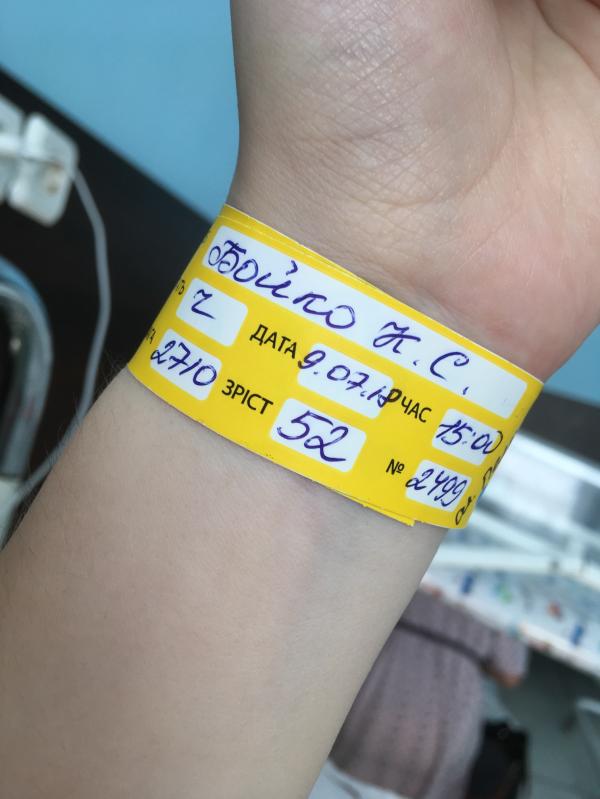 Бойко Н. С.
ч ДАТА 9.07.18 ЧАС 15:00
2710 ЗРІСТ 52 № 2499